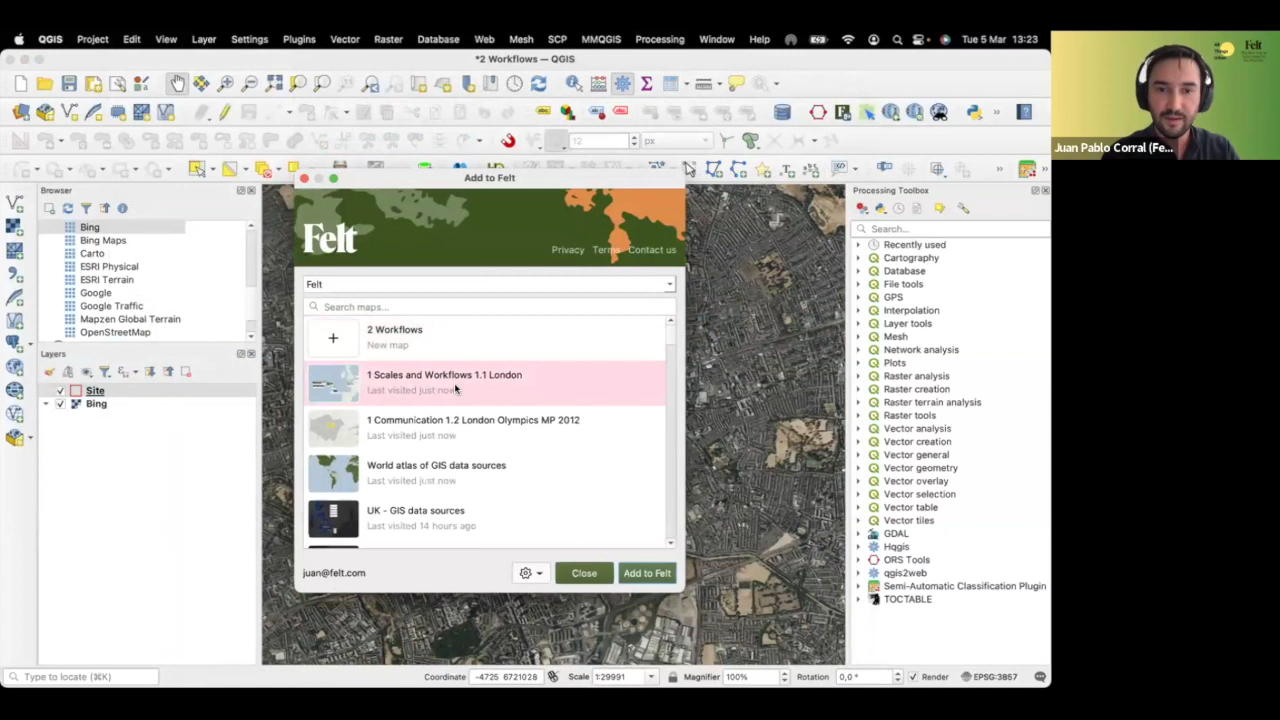 QGIS Project Edit View Layer Settings Plugins Vector Raster Database Web Mesh SCP MMQGIS Processing Window Help Tue 5 Mar 13:23
*2 Workflows — QGIS
12 px
Browser
Bing
Bing Maps
Carto
ESRI Physical
ESRI Terrain
Google
Google Traffic
Mapzen Global Terrain
OpenStreetMap
Layers
Site
Bing
Add to Felt
Felt
Privacy Terms Contact us
Felt
Search maps...
2 Workflows
New map
1 Scales and Workflows 1.1 London
Last visited just now
1 Communication 1.2 London Olympics MP 2012
Last visited just now
World atlas of GIS data sources
Last visited just now
UK - GIS data sources
Last visited 14 hours ago
juan@felt.com
Close
Add to Felt
Processing Toolbox
Search...
Recently used
Cartography
Database
File tools
GPS
Interpolation
Layer tools
Mesh
Network analysis
Plots
Raster analysis
Raster creation
Raster terrain analysis
Raster tools
Vector analysis
Vector creation
Vector general
Vector geometry
Vector overlay
Vector selection
Vector table
Vector tiles
GDAL
Hqgis
ORS Tools
qgis2web
Semi-Automatic Classification Plugin
TOCTABLE
Type to locate (⌘K)
Coordinate -4725 6721028 Scale 1:29991 Magnifier 100% Rotation 0,0 ° Render EPSG:3857
All Things Urban
Felt
Juan Pablo Corral (Fe...